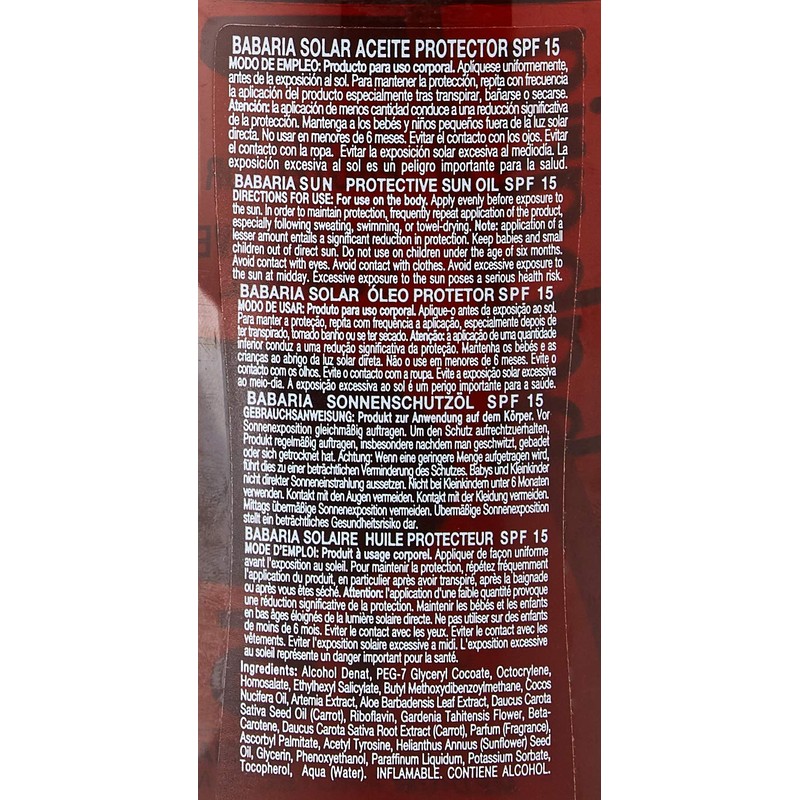 BABARIA SOLAR ACEITE PROTECTOR SPF 15
MODO DE EMPLEO: Producto para uso corporal. Aplíquese uniformemente,
antes de la exposición al sol. Para mantener la protección, repita con frecuencia
la aplicación del producto especialmente tras transpirar, bañarse o secarse.
Atención: la aplicación de menos cantidad conduce a una reducción significativa
de la protección. Mantenga a los bebés y niños pequeños fuera de la luz solar
directa. No usar en menores de 6 meses. Evitar el contacto con los ojos. Evitar
el contacto con la ropa. Evitar la exposición solar excesiva al mediodía. La
exposición excesiva al sol es un peligro importante para la salud.
BABARIA SUN PROTECTIVE SUN OIL SPF 15
DIRECTIONS FOR USE: For use on the body. Apply evenly before exposure to
the sun. In order to maintain protection, frequently repeat application of the product,
especially following sweating, swimming, or towel-drying. Note: application of a
lesser amount entails a significant reduction in protection. Keep babies and small
children out of direct sun. Do not use on children under the age of six months.
Avoid contact with eyes. Avoid contact with clothes. Avoid excessive exposure to
the sun at midday. Excessive exposure to the sun poses a serious health risk.
BABARIA SOLAR ÓLEO PROTETOR SPF 15
MODO DE USAR: Produto para uso corporal. Aplique-o antes da exposição ao sol.
Para manter a proteção, repita com frequência a aplicação, especialmente depois de
ter transpirado, tomado banho ou se ter secado. Atenção: a aplicação de uma quantidade
inferior conduz a uma redução significativa da proteção. Mantenha os bebés e as
crianças ao abrigo da luz solar direta. Não o use em menores de 6 meses. Evite o
contacto com os olhos. Evite o contacto com a roupa. Evite a exposição solar excessiva
ao meio-dia. A exposição excessiva ao sol é um perigo importante para a saúde.
BABARIA SONNENSCHUTZÖL SPF 15
GEBRAUCHSANWEISUNG: Produkt zur Anwendung auf dem Körper. Vor
Sonnenexposition gleichmäßig auftragen. Um den Schutz aufrechtzuerhalten,
Produkt regelmäßig auftragen, insbesondere nachdem man geschwitzt, gebadet
oder sich getrocknet hat. Achtung: Wenn eine geringere Menge aufgetragen wird,
führt dies zu einer beträchtlichen Verminderung des Schutzes. Babys und Kleinkinder
nicht direkter Sonneneinstrahlung aussetzen. Nicht bei Kleinkindern unter 6 Monaten
verwenden. Kontakt mit den Augen vermeiden. Kontakt mit der Kleidung vermeiden.
Mittags übermäßige Sonnenexposition vermeiden. Übermäßige Sonnenexposition
stellt ein beträchtliches Gesundheitsrisiko dar.
BABARIA SOLAIRE HUILE PROTECTEUR SPF 15
MODE D'EMPLOI: Produit à usage corporel. Appliquer de façon uniforme
avant l'exposition au soleil. Pour maintenir la protection, répétez fréquemment
l'application du produit, en particulier après avoir transpiré, après la baignade
ou après vous êtes séché. Attention: l'application d'une faible quantité provoque
une réduction significative de la protection. Maintenir les bébés et les enfants
en bas âges éloignés de la lumière solaire directe. Ne pas utiliser sur des enfants
de moins de 6 mois. Eviter le contact avec les yeux. Eviter le contact avec les
vêtements. Eviter l'exposition solaire excessive a midi. L'exposition excessive
au soleil représente un danger important pour la santé.
Ingredients: Alcohol Denat, PEG-7 Glyceryl Cocoate, Octocrylene,
Homosalate, Ethylhexyl Salicylate, Butyl Methoxydibenzoylmethane, Cocos
Nucifera Oil, Artemia Extract, Aloe Barbadensis Leaf Extract, Daucus Carota
Sativa Seed Oil (Carrot), Riboflavin, Gardenia Tahitensis Flower, Beta-
Carotene, Daucus Carota Sativa Root Extract (Carrot), Parfum (Fragrance),
Ascorbyl Palmitate, Acetyl Tyrosine, Helianthus Annuus (Sunflower) Seed
Oil, Glycerin, Phenoxyethanol, Paraffinum Liquidum, Potassium Sorbate,
Tocopherol, Aqua (Water). INFLAMABLE. CONTIENE ALCOHOL.